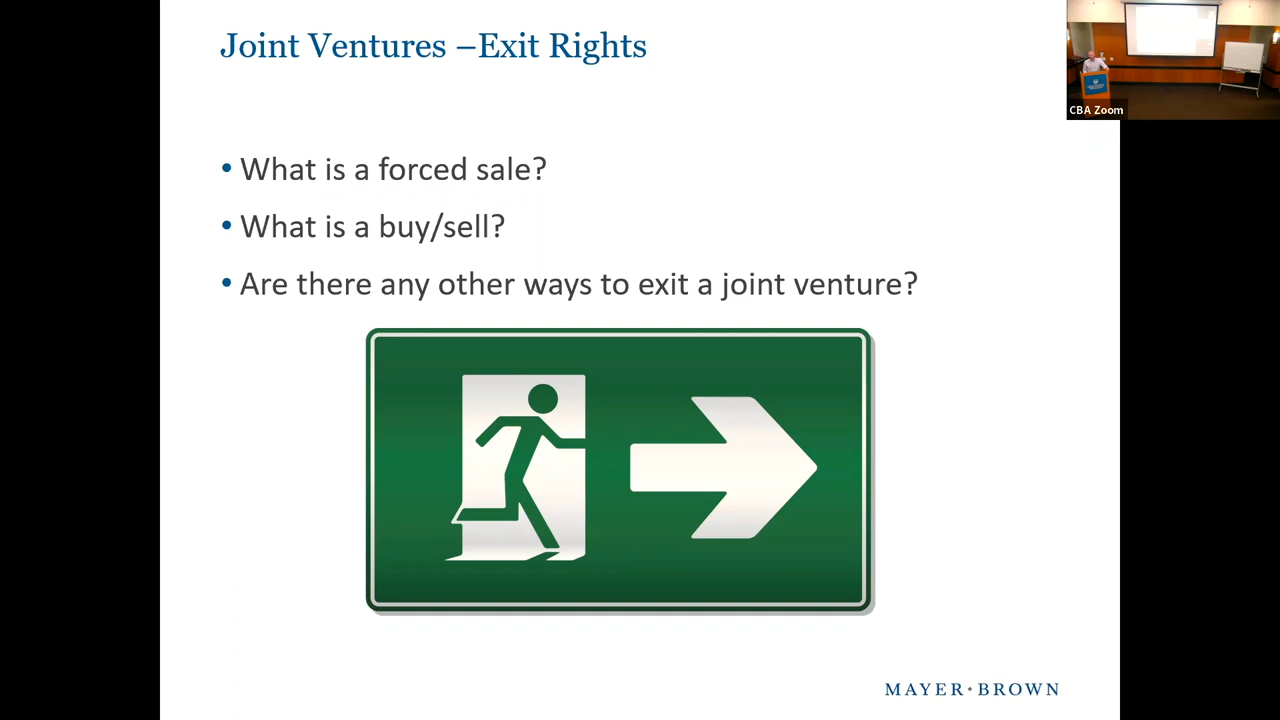 Joint Ventures –Exit Rights
CBA Zoom
• What is a forced sale?
• What is a buy/sell?
• Are there any other ways to exit a joint venture?
MAYER•BROWN